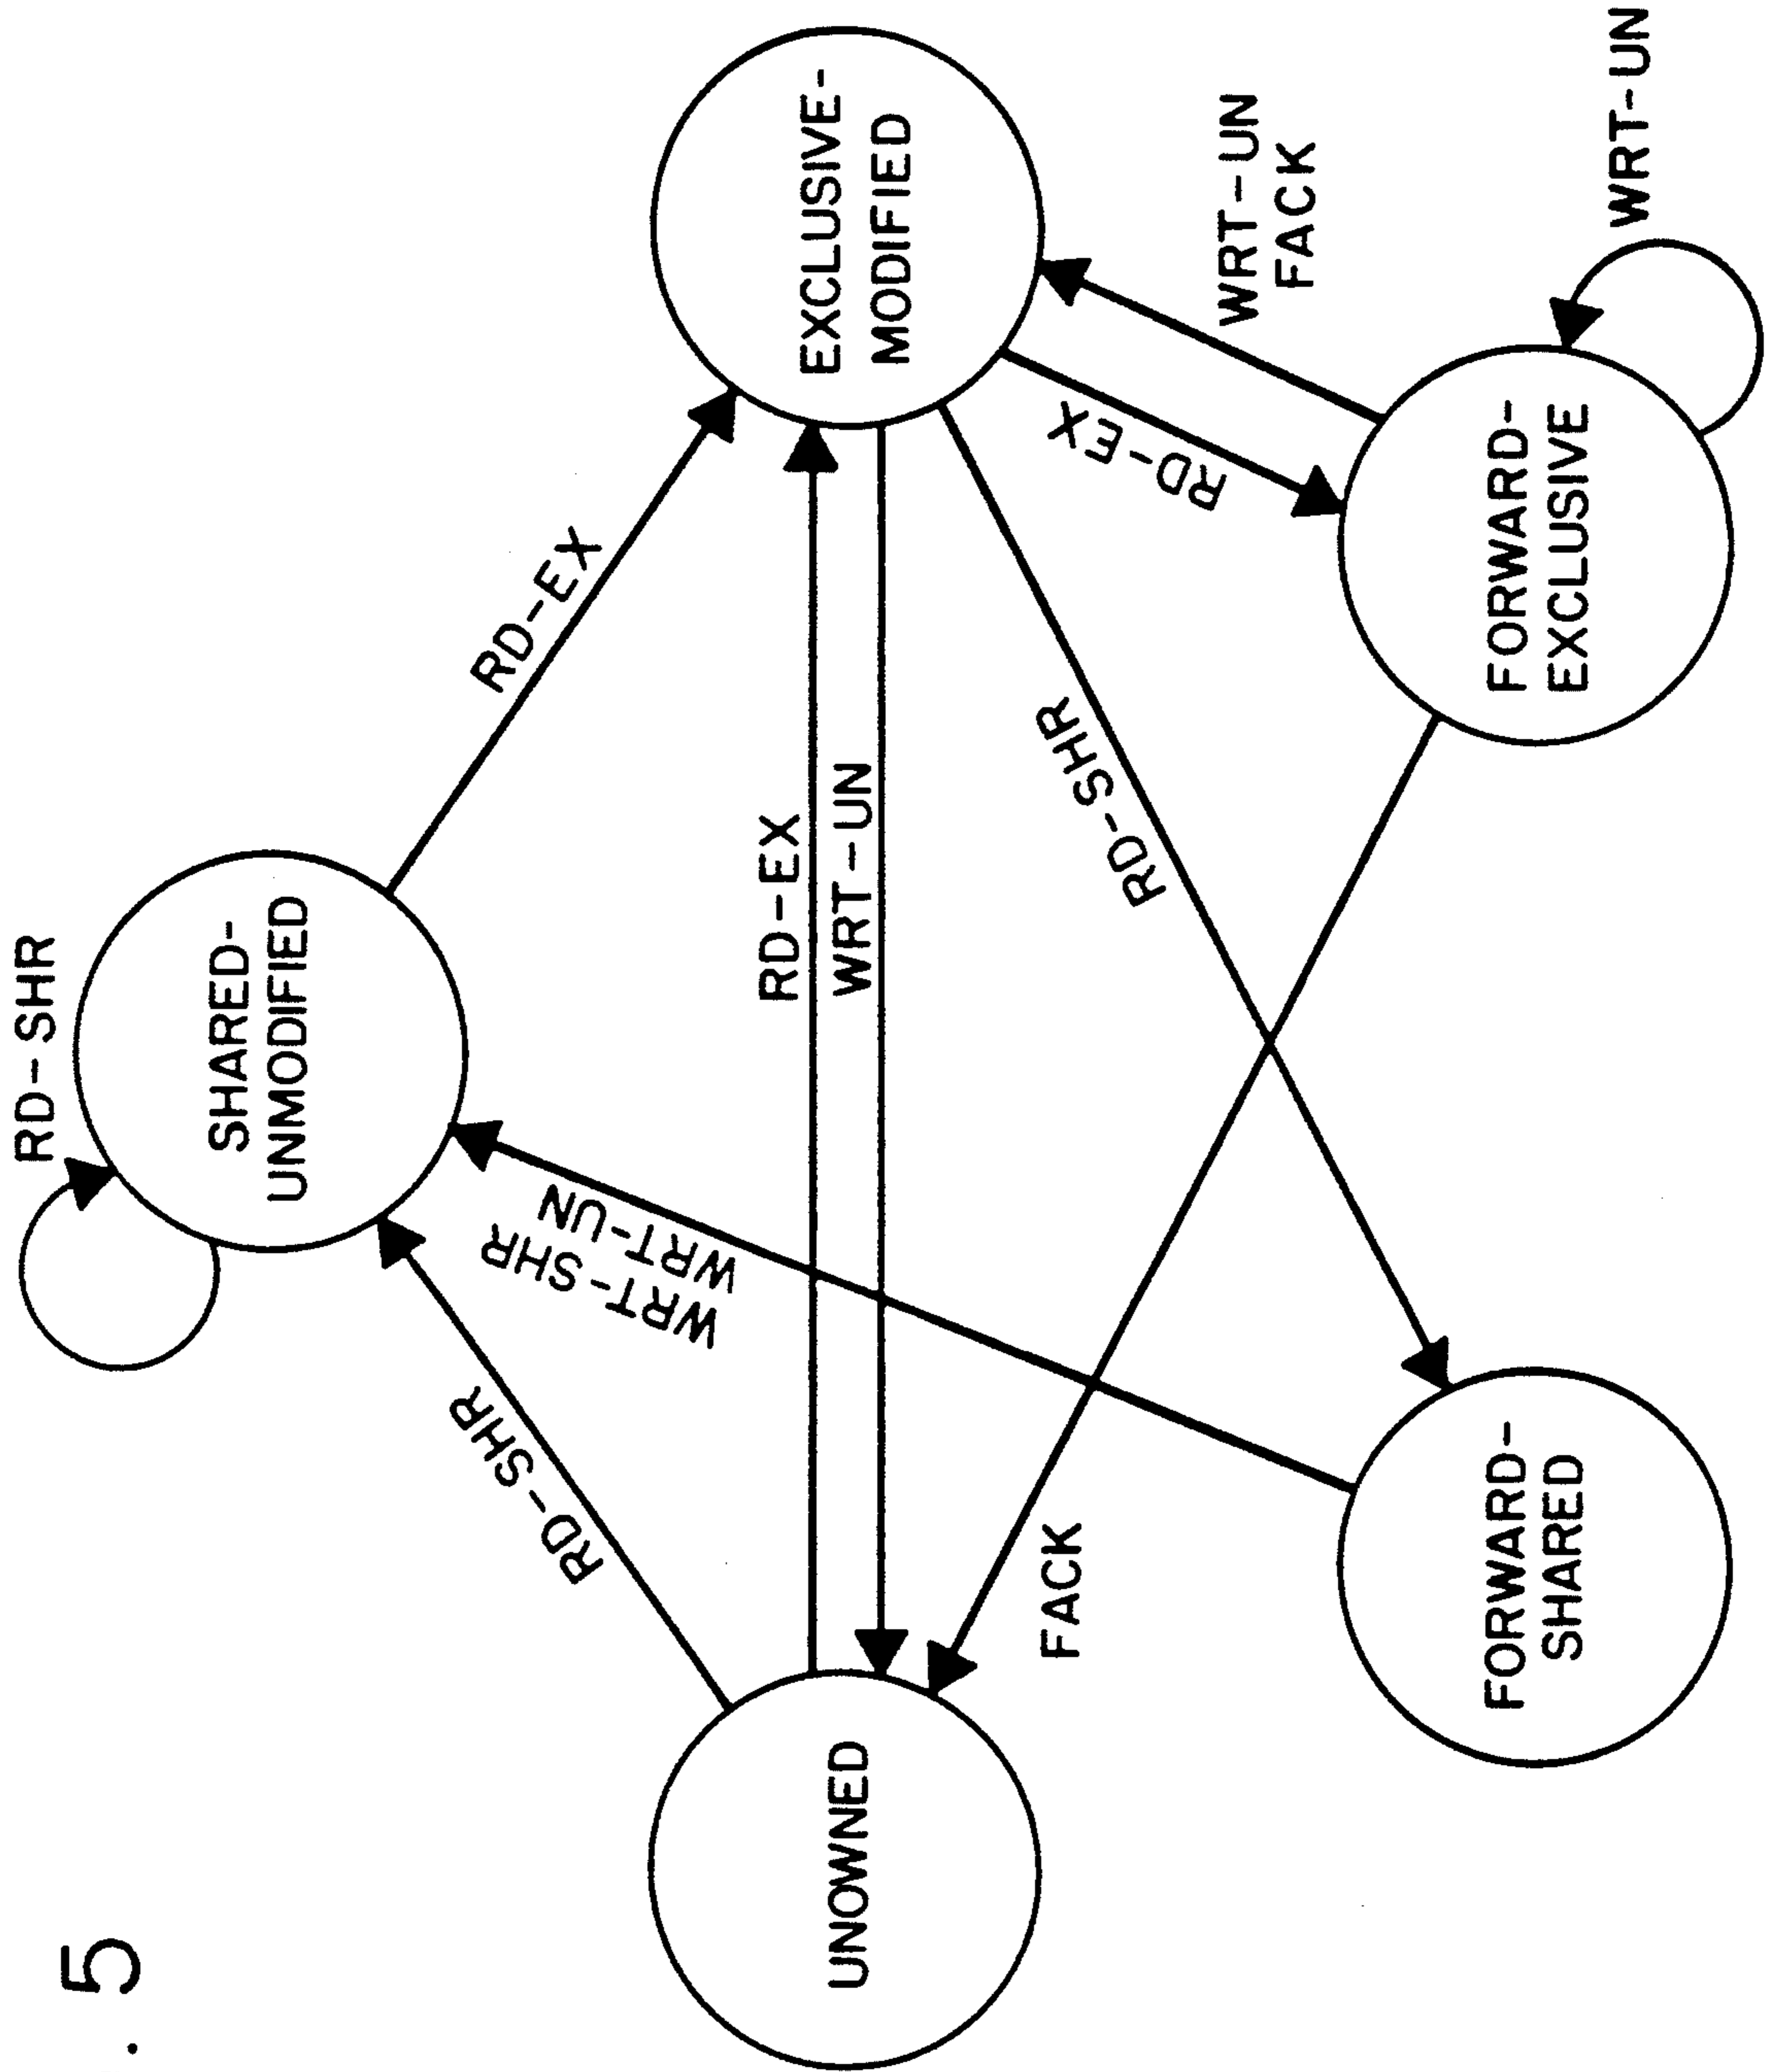 . 5
RD-SHR
SHARED-
UNMODIFIED
RD-SHR
WRT-SHR
WRT-UN
RD-EX
UNOWNED
RD-EX
WRT-UN
EXCLUSIVE-
MODIFIED
FACK
RD-SHR
RD-EX
WRT-UN
FACK
FORWARD-
SHARED
FORWARD-
EXCLUSIVE
WRT-UN